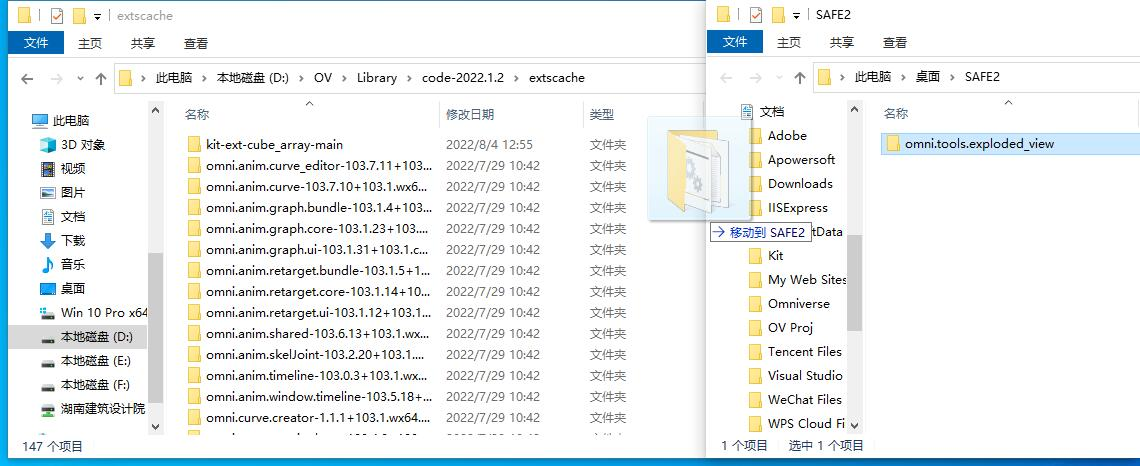 extscache
文件 主页 共享 查看
此电脑 本地磁盘 (D:) OV Library code-2022.1.2 extscache
此电脑
3D 对象
视频
图片
文档
下载
音乐
桌面
Win 10 Pro x64
本地磁盘 (D:)
本地磁盘 (E:)
本地磁盘 (F:)
湖南建筑设计院
名称 修改日期 类型
kit-ext-cube_array-main 2022/8/4 12:55 文件夹
omni.anim.curve_editor-103.7.11+103... 2022/7/29 10:42 文件夹
omni.anim.curve-103.7.10+103.1.wx6... 2022/7/29 10:42 文件夹
omni.anim.graph.bundle-103.1.4+103... 2022/7/29 10:42 文件夹
omni.anim.graph.core-103.1.23+103.... 2022/7/29 10:42 文件夹
omni.anim.graph.ui-103.1.31+103.1.c... 2022/7/29 10:42 文件夹
omni.anim.retarget.bundle-103.1.5+1... 2022/7/29 10:42 文件夹
omni.anim.retarget.core-103.1.14+10... 2022/7/29 10:42 文件夹
omni.anim.retarget.ui-103.1.12+103.1... 2022/7/29 10:42 文件夹
omni.anim.shared-103.6.13+103.1.wx... 2022/7/29 10:42 文件夹
omni.anim.skelJoint-103.2.20+103.1.... 2022/7/29 10:42 文件夹
omni.anim.timeline-103.0.3+103.1.wx... 2022/7/29 10:42 文件夹
omni.anim.window.timeline-103.5.18+... 2022/7/29 10:42 文件夹
omni.curve.creator-1.1.1+103.1.wx64.... 2022/7/29 10:42 文件夹
147 个项目
SAFE2
文件 主页 共享 查看
此电脑 桌面 SAFE2
文档
Adobe
Apowersoft
Downloads
IISExpress
移动到 SAFE2
tData
Kit
My Web Sites
Omniverse
OV Proj
Tencent Files
Visual Studio
WeChat Files
WPS Cloud Fi
名称
omni.tools.exploded_view
1 个项目 选中 1 个项目